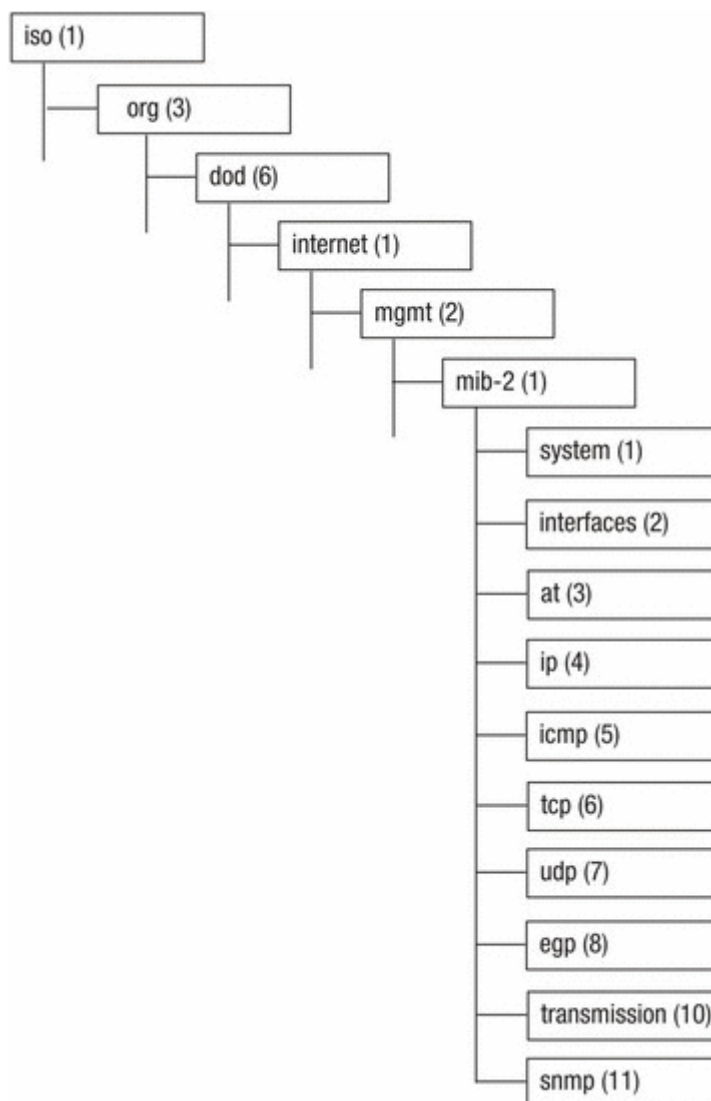 iso (1)
org (3)
dod (6)
internet (1)
mgmt (2)
mib-2 (1)
system (1)
interfaces (2)
at (3)
ip (4)
icmp (5)
tcp (6)
udp (7)
egp (8)
transmission (10)
snmp (11)